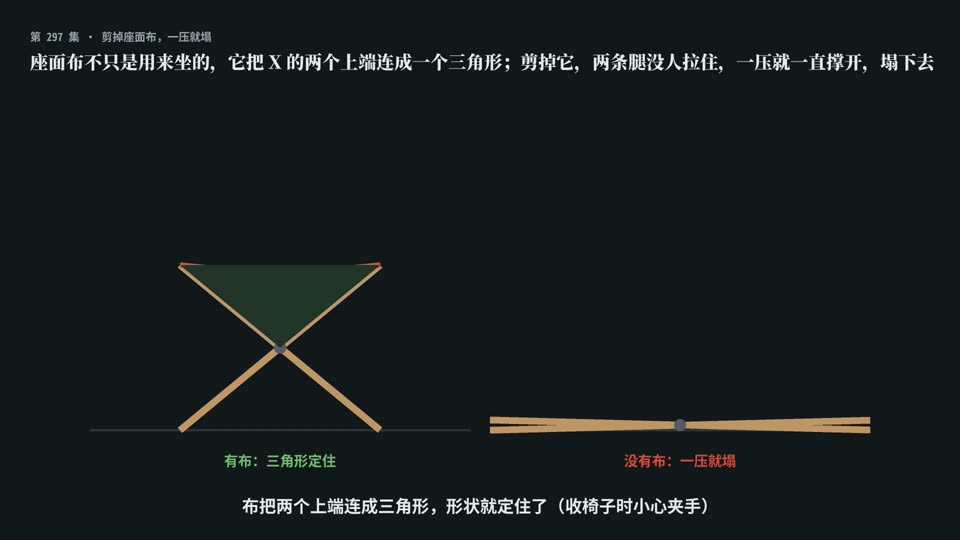 第 297 集 · 剪掉座面布，一压就塌
座面布不只是用来坐的，它把 X 的两个上端连成一个三角形；剪掉它，两条腿没人拉住，一压就一直撑开，塌下去
有布：三角形定住
没有布：一压就塌
布把两个上端连成三角形，形状就定住了（收椅子时小心夹手）